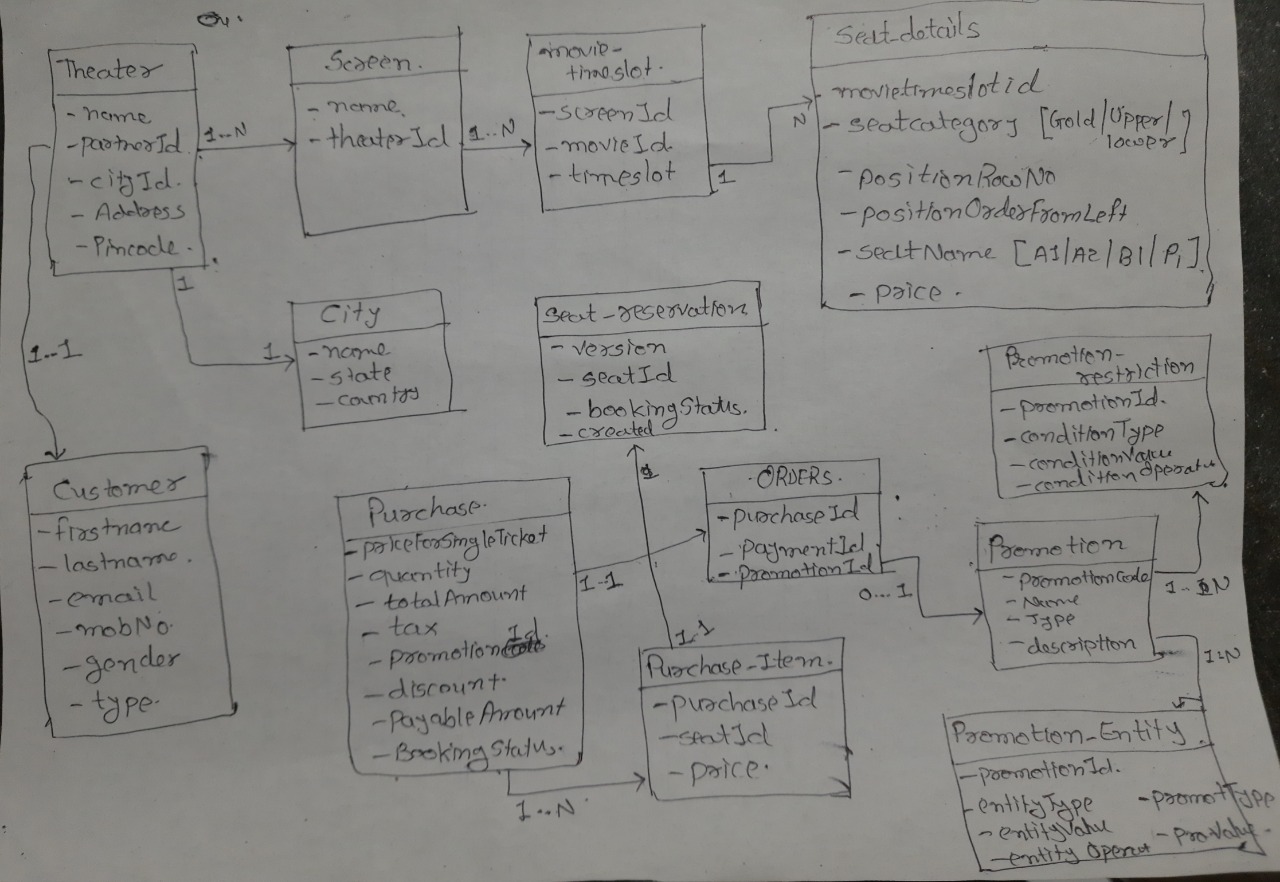 Theater
- name
- partnerId
- cityId.
- Address
- Pincode.
1..N
Screen.
- name.
- theaterId
1..N
movie-
timeslot.
- screenId
- movieId.
- timeslot
1
N
Seat-details
- movietimeslotid
- seatcategory [Gold/Upper/
lower]
- positionRowNo
- positionOrderFromLeft
- seatName [A1/A2/B1/P1]
- price.
1
1
1..1
City
- name
- state
- country
Seat-reservation
- version
- seatId
- bookingStatus.
- created
Promotion-
restriction
- promotionId.
- conditionType
- conditionValue
- conditionOperator
Customer
- firstname
- lastname.
- email
- mobNo.
- gender
- type.
Purchase.
- priceForSingleTicket
- quantity
- totalAmount
- tax
- promotionId.
- discount.
- payableAmount
- BookingStatus.
1..1
1..N
ORDERS.
- purchaseId
- paymentId
- promotionId
0...1
Promotion
- promotionCode
- Name
- Type
- description
1..N
1:N
1.1
Purchase-Item.
- purchaseId
- seatId
- price.
Promotion-Entity.
- promotionId.
- entityType - promotType
- entityValue - proValue.
- entity Operat